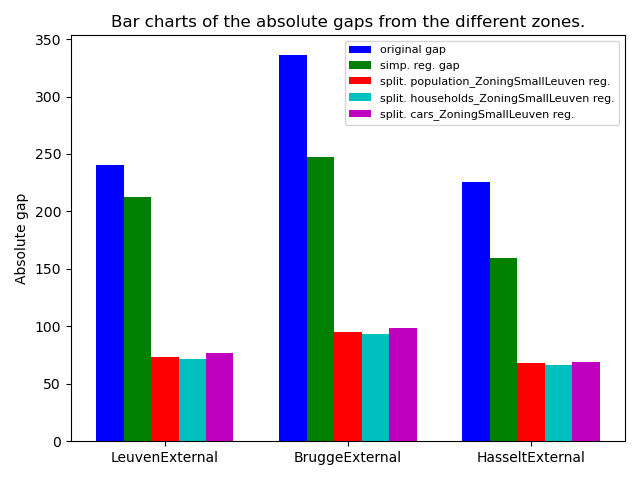 Bar charts of the absolute gaps from the different zones.
350
300
250
200
150
100
50
0
Absolute gap
original gap
simp. reg. gap
split. population_ZoningSmallLeuven reg.
split. households_ZoningSmallLeuven reg.
split. cars_ZoningSmallLeuven reg.
LeuvenExternal
BruggeExternal
HasseltExternal